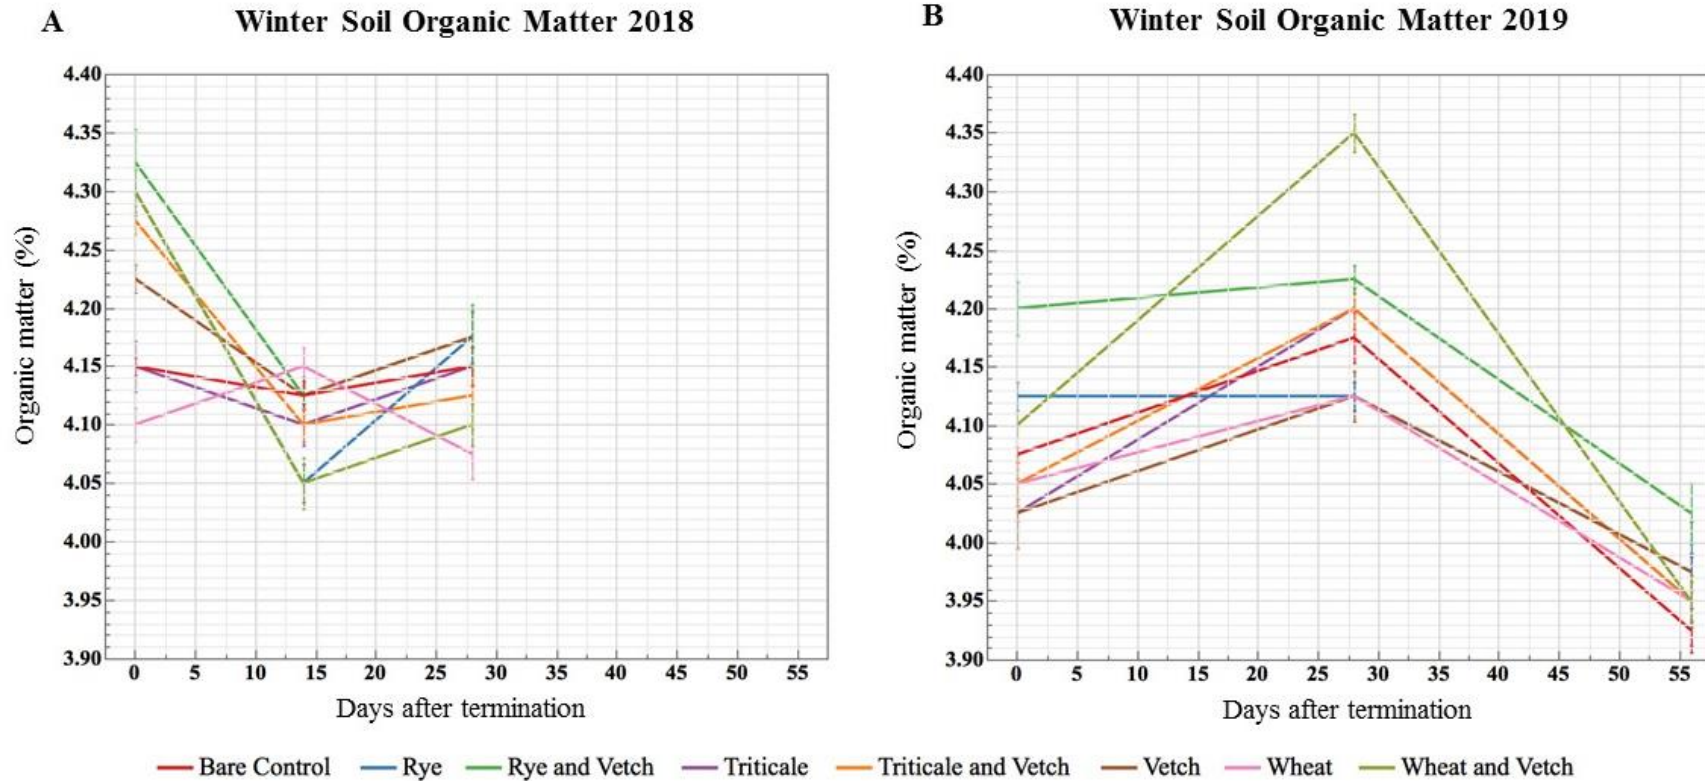 A
Winter Soil Organic Matter 2018
4.40
4.35
4.30
4.25
4.20
4.15
4.10
4.05
4.00
3.95
3.90
Organic matter (%)
0 5 10 15 20 25 30 35 40 45 50 55
Days after termination
B
Winter Soil Organic Matter 2019
4.40
4.35
4.30
4.25
4.20
4.15
4.10
4.05
4.00
3.95
3.90
Organic matter (%)
0 5 10 15 20 25 30 35 40 45 50 55
Days after termination
Bare Control Rye Rye and Vetch Triticale Triticale and Vetch Vetch Wheat Wheat and Vetch